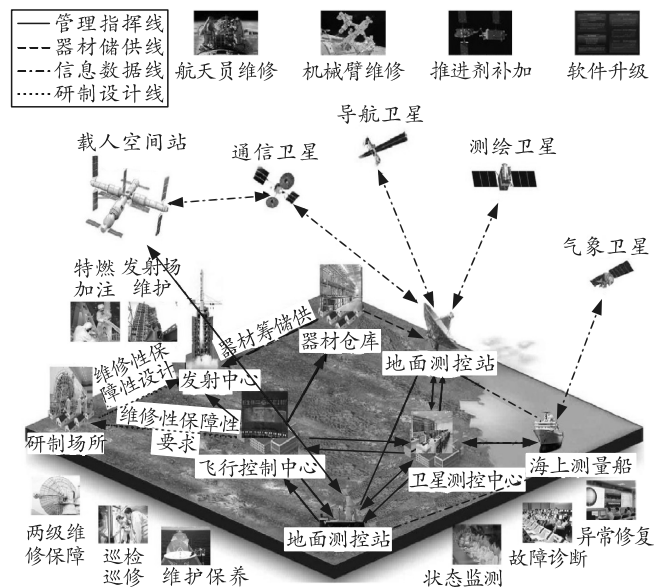 管理指挥线
器材储供线
信息数据线
研制设计线
航天员维修
机械臂维修
推进剂补加
软件升级
载人空间站
通信卫星
导航卫星
测绘卫星
气象卫星
特燃
加注
发射场
维护
器材筹储供
器材仓库
地面测控站
维修性保
障性设计
发射中心
研制场所
维修性保障性
要求
飞行控制中心
卫星测控中心
海上测量船
地面测控站
两级维
修保障
巡检
巡修
维护保养
状态监测
故障诊断
异常修复